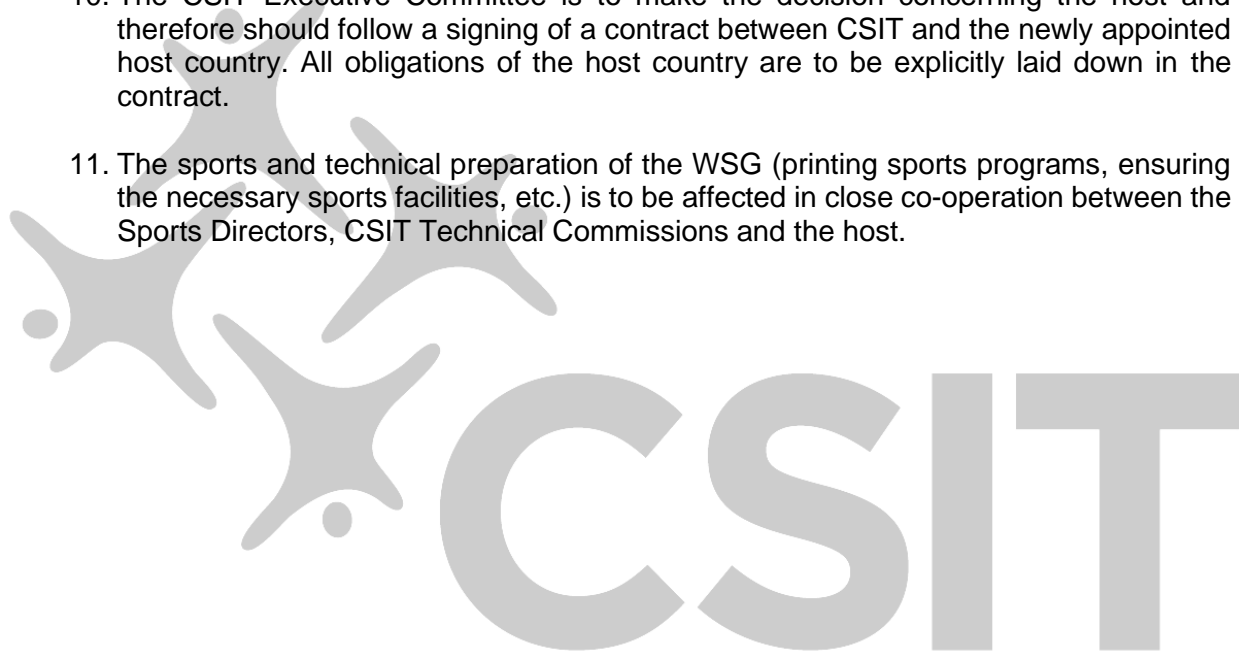 10. The CSIT Executive Committee is to make the decision concerning the host and
therefore should follow a signing of a contract between CSIT and the newly appointed
host country. All obligations of the host country are to be explicitly laid down in the
contract.
11. The sports and technical preparation of the WSG (printing sports programs, ensuring
the necessary sports facilities, etc.) is to be affected in close co-operation between the
Sports Directors, CSIT Technical Commissions and the host.
CSIT